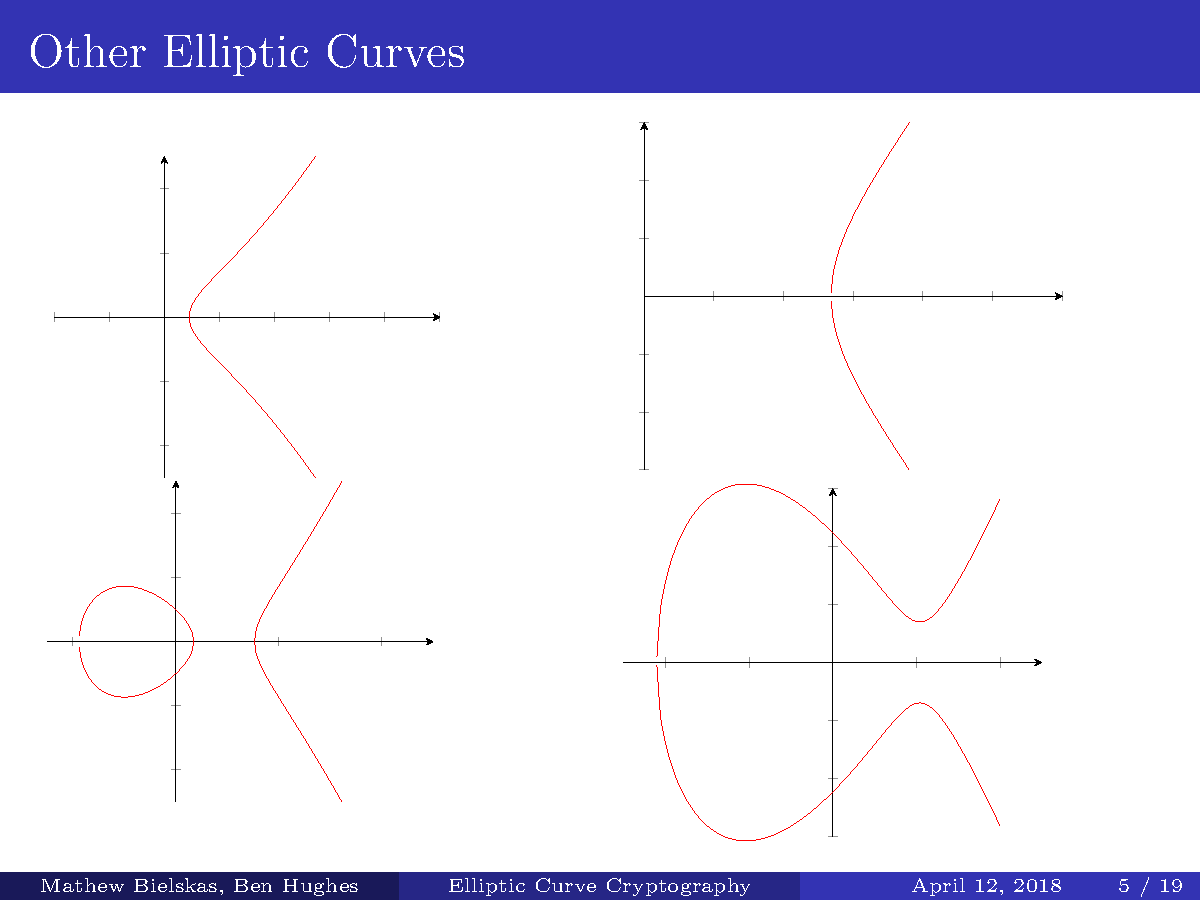 Other Elliptic Curves
Mathew Bielskas, Ben Hughes
Elliptic Curve Cryptography
April 12, 2018
5 / 19